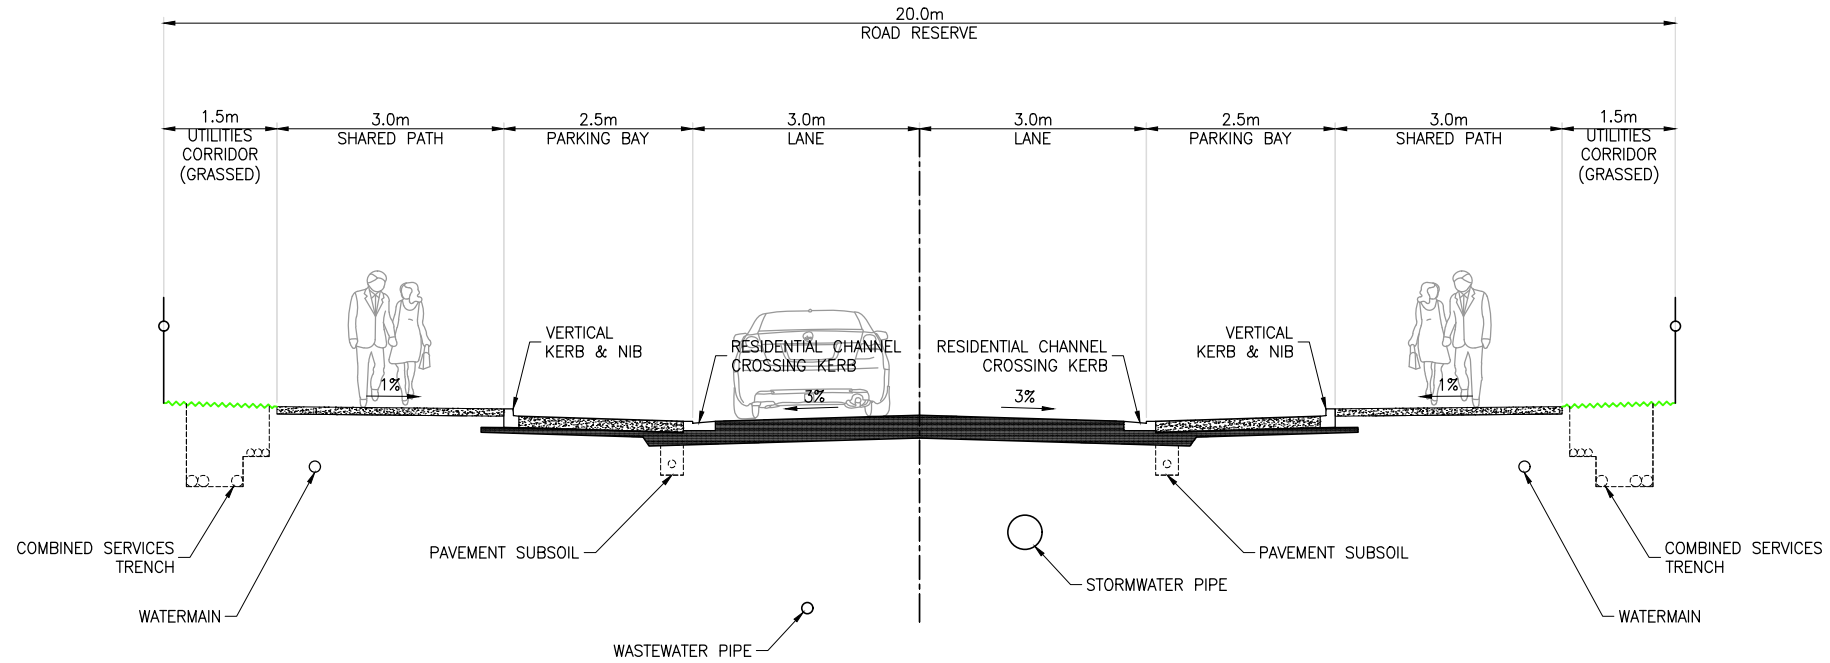 20.0m
ROAD RESERVE
1.5m
UTILITIES
CORRIDOR
(GRASSED)
3.0m
SHARED PATH
2.5m
PARKING BAY
3.0m
LANE
3.0m
LANE
2.5m
PARKING BAY
3.0m
SHARED PATH
1.5m
UTILITIES
CORRIDOR
(GRASSED)
VERTICAL
KERB & NIB
RESIDENTIAL CHANNEL
CROSSING KERB
RESIDENTIAL CHANNEL
CROSSING KERB
VERTICAL
KERB & NIB
1%
3%
3%
1%
COMBINED SERVICES
TRENCH
PAVEMENT SUBSOIL
PAVEMENT SUBSOIL
COMBINED SERVICES
TRENCH
STORMWATER PIPE
WATERMAIN
WATERMAIN
WASTEWATER PIPE